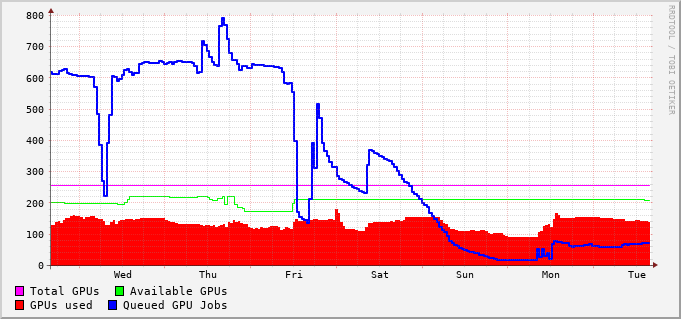 800
700
600
500
400
300
200
100
0
Wed Thu Fri Sat Sun Mon Tue
Total GPUs Available GPUs
GPUs used Queued GPU Jobs
RRDTOOL / TOBI OETIKER